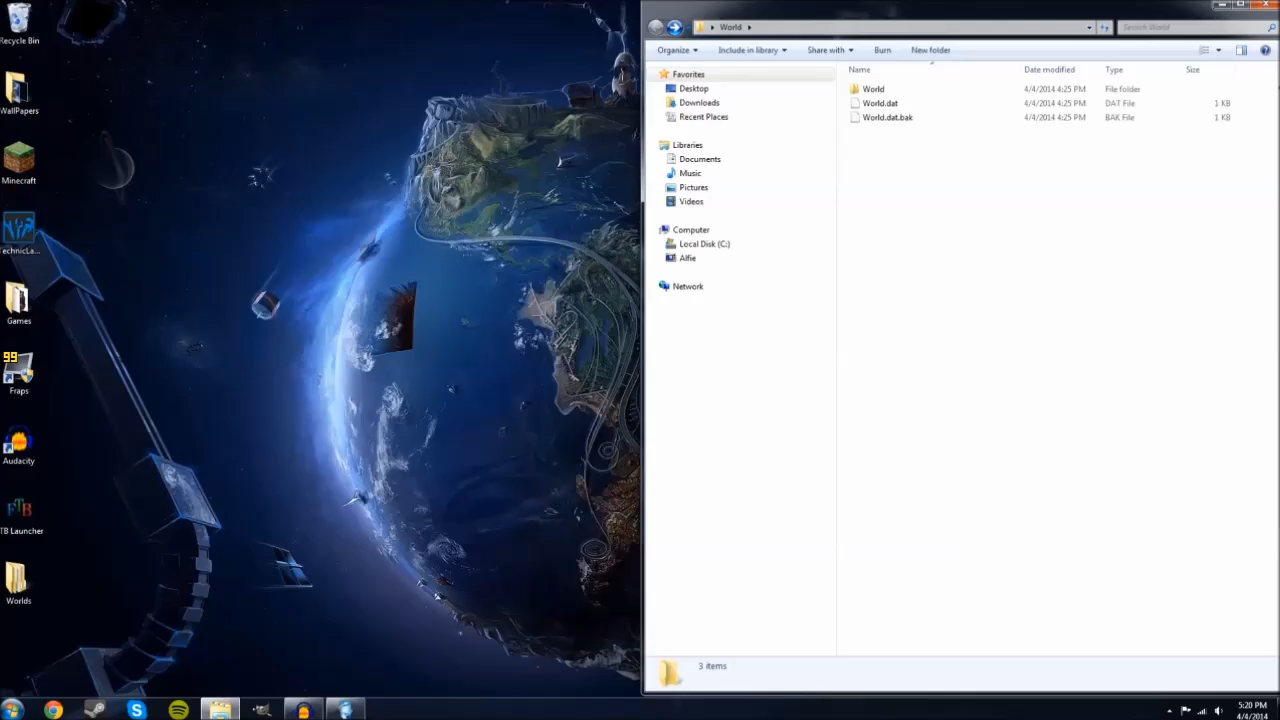 Recycle Bin
WallPapers
Minecraft
TechnicLa...
Games
99
Fraps
Audacity
TB Launcher
Worlds
World
Search World
Organize
Include in library
Share with
Burn
New folder
Favorites
Desktop
Downloads
Recent Places
Libraries
Documents
Music
Pictures
Videos
Computer
Local Disk (C:)
Alfie
Network
Name Date modified Type Size
World 4/4/2014 4:25 PM File folder
World.dat 4/4/2014 4:25 PM DAT File 1 KB
World.dat.bak 4/4/2014 4:25 PM BAK File 1 KB
3 items
5:20 PM
4/4/2014